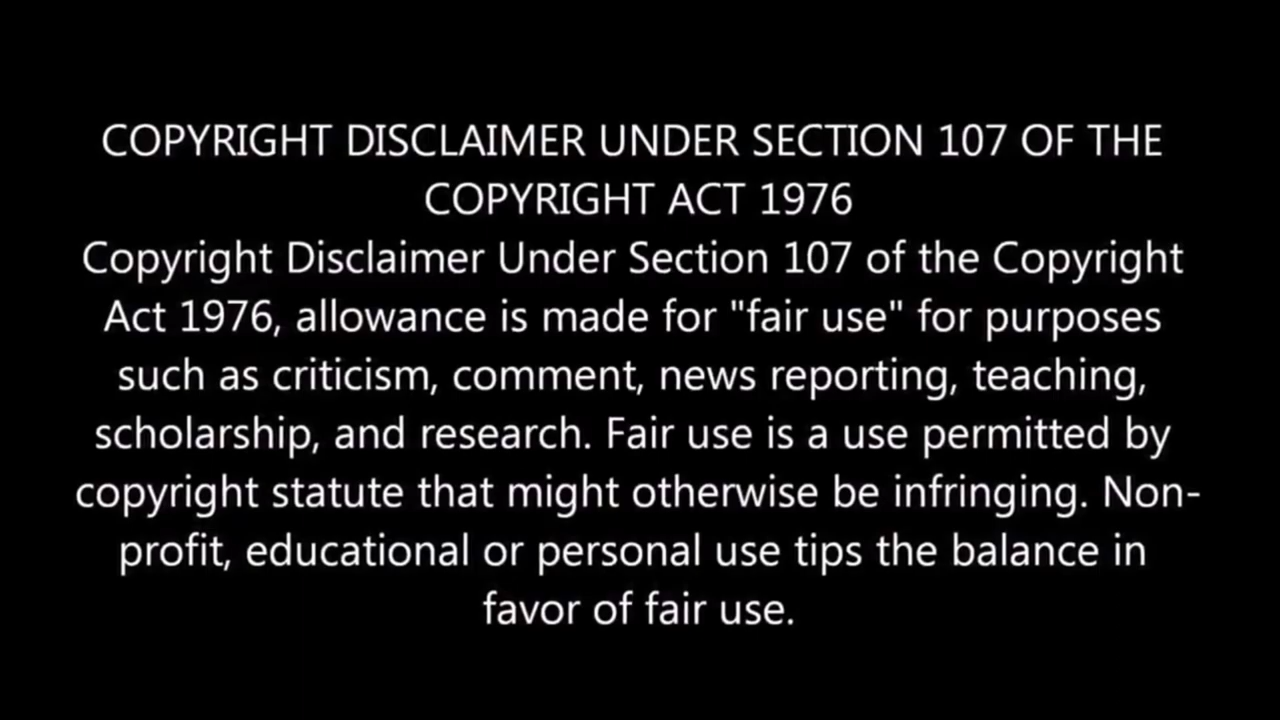 COPYRIGHT DISCLAIMER UNDER SECTION 107 OF THE
COPYRIGHT ACT 1976
Copyright Disclaimer Under Section 107 of the Copyright
Act 1976, allowance is made for "fair use" for purposes
such as criticism, comment, news reporting, teaching,
scholarship, and research. Fair use is a use permitted by
copyright statute that might otherwise be infringing. Non-
profit, educational or personal use tips the balance in
favor of fair use.